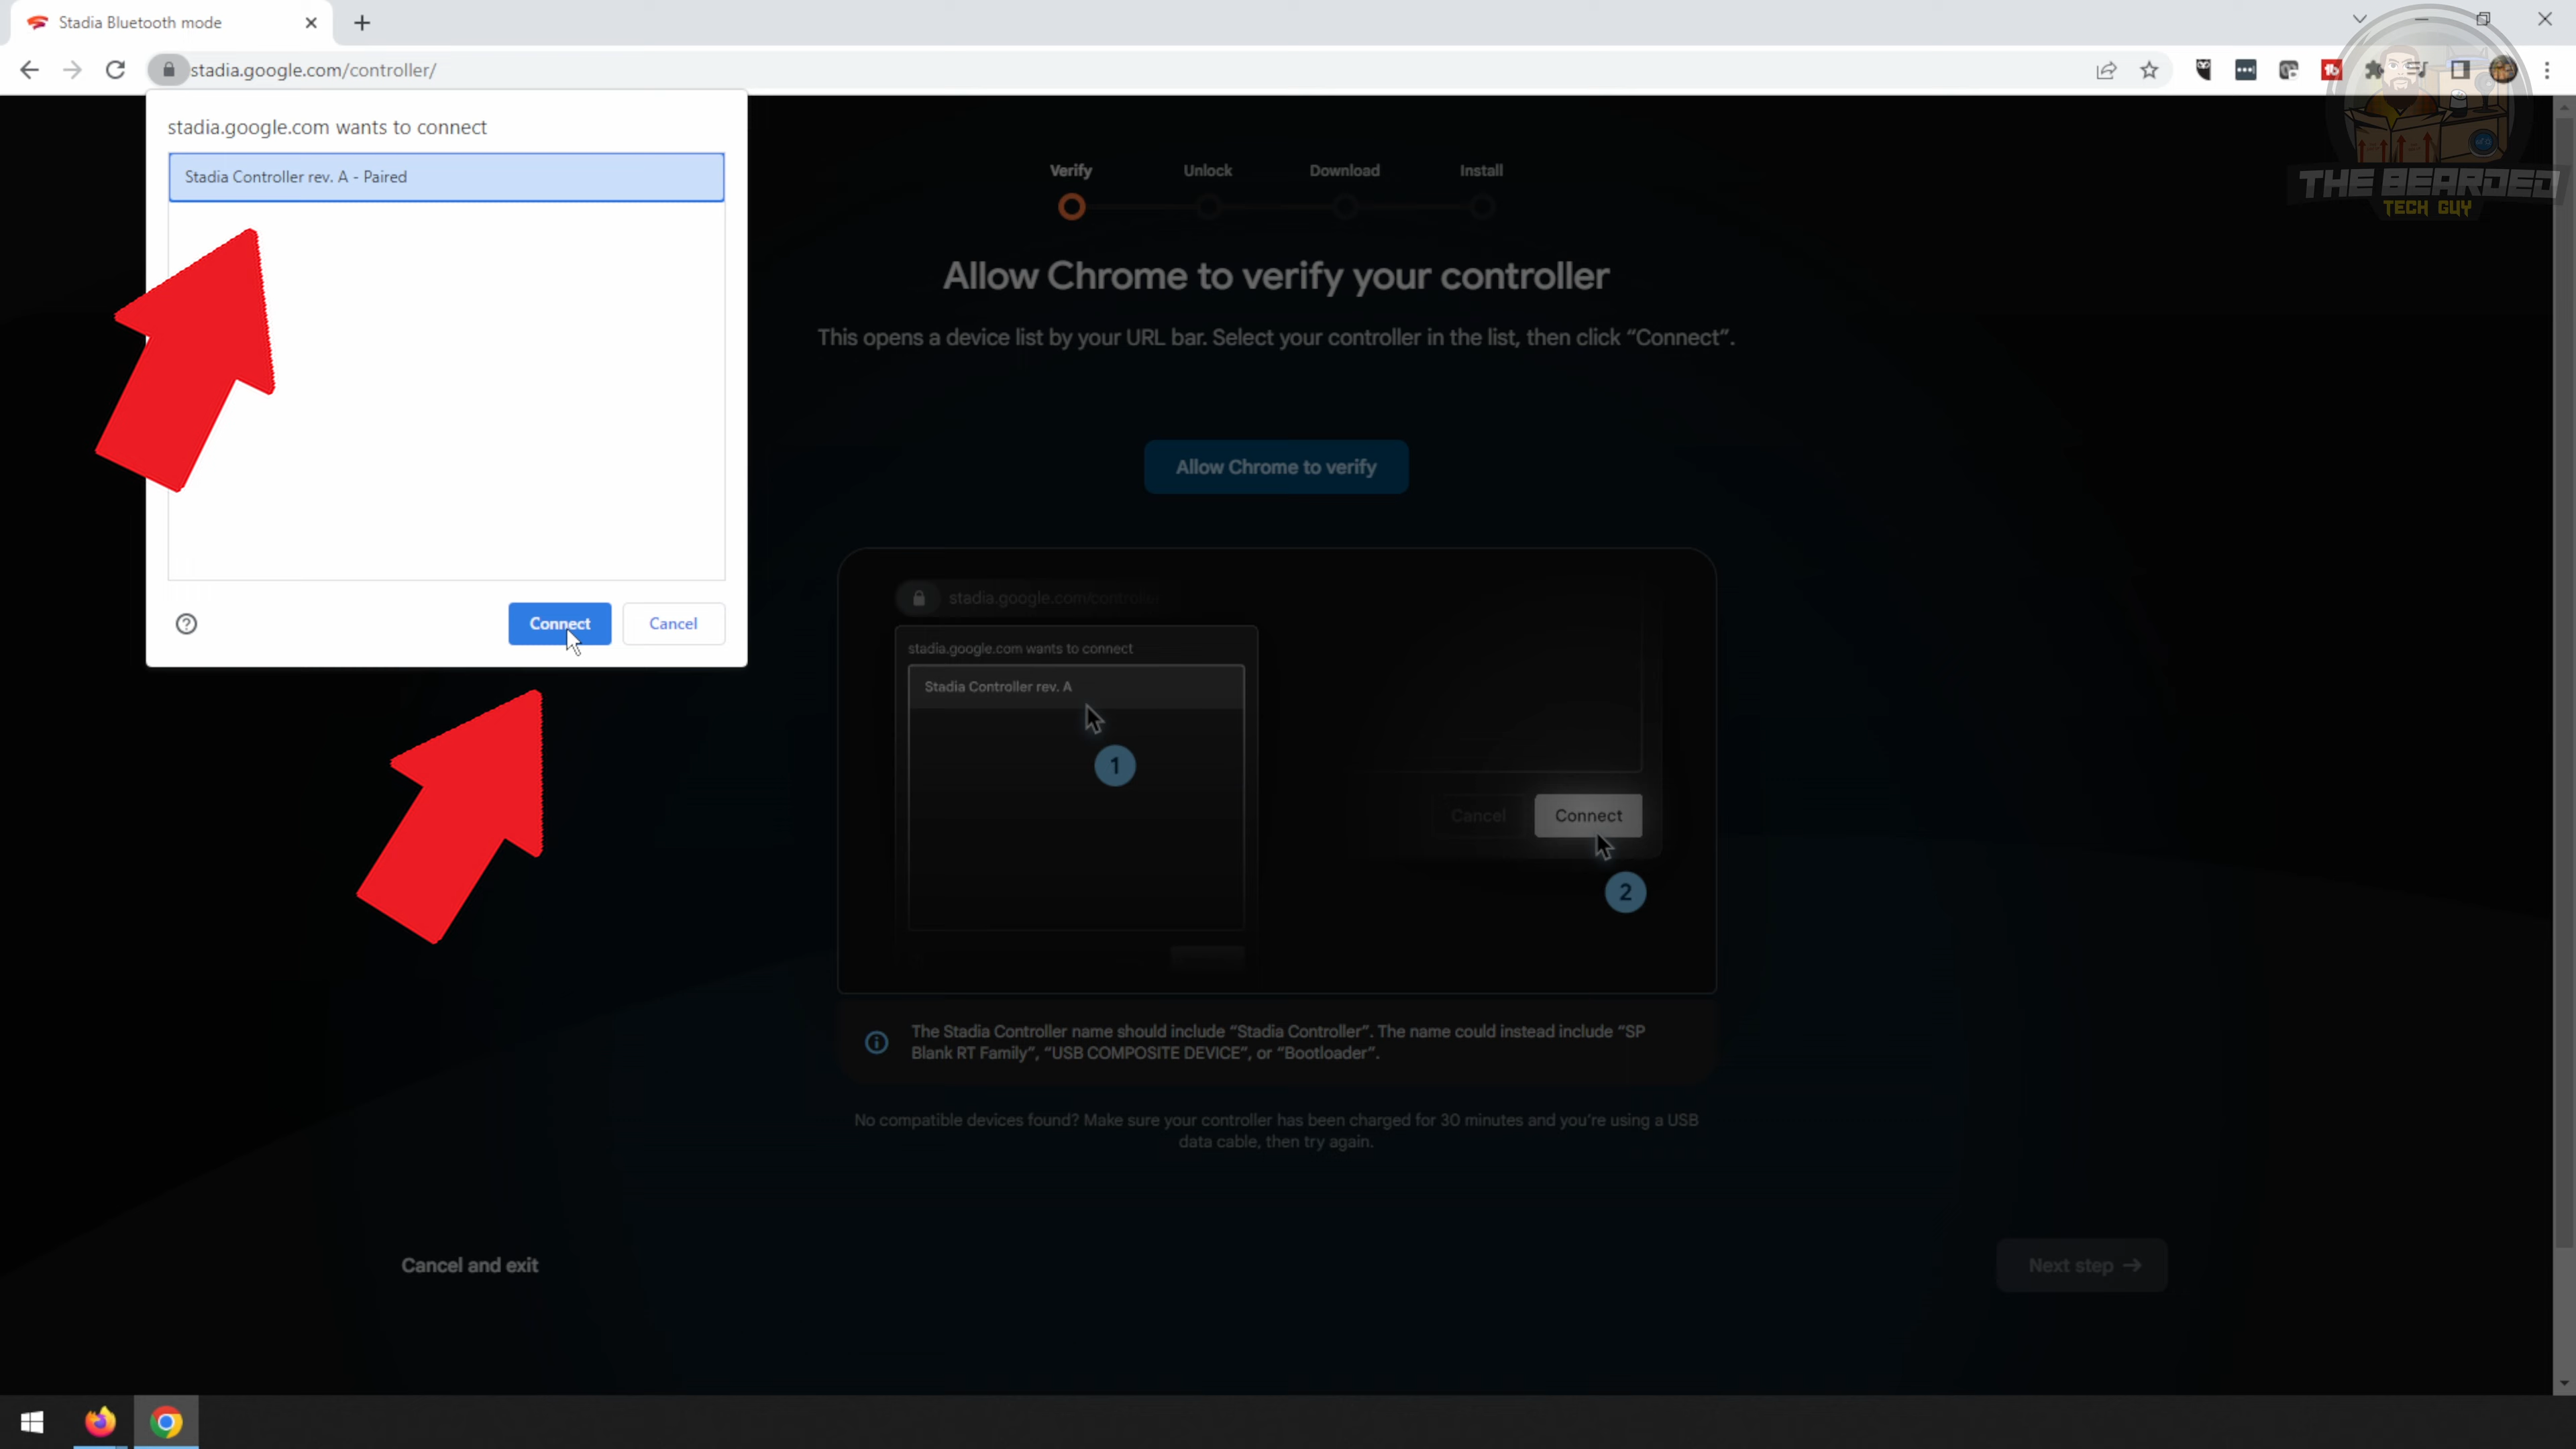 Stadia Bluetooth mode
stadia.google.com/controller/
stadia.google.com wants to connect
Stadia Controller rev. A - Paired
Connect
Cancel
THE BEARDED
TECH GUY
Verify
Unlock
Download
Install
Allow Chrome to verify your controller
This opens a device list by your URL bar. Select your controller in the list, then click “Connect”.
Allow Chrome to verify
stadia.google.com/controller
stadia.google.com wants to connect
Stadia Controller rev. A
1
Cancel
Connect
2
The Stadia Controller name should include “Stadia Controller”. The name could instead include “SP
Blank RT Family”, “USB COMPOSITE DEVICE”, or “Bootloader”.
No compatible devices found? Make sure your controller has been charged for 30 minutes and you're using a USB
data cable, then try again.
Cancel and exit
Next step →